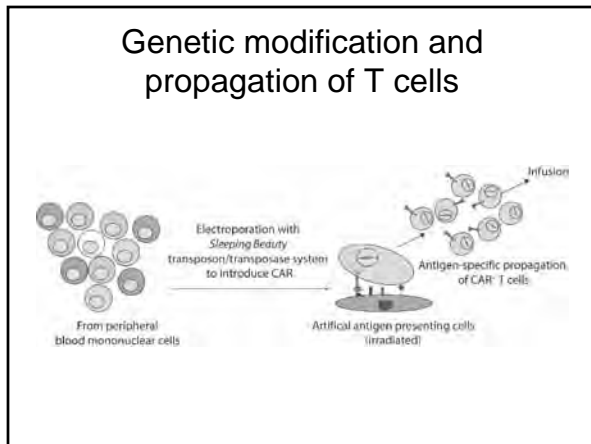 Genetic modification and
propagation of T cells
Infusion
Electroporation with
Sleeping Beauty
transposon/transposase system
to introduce CAR
Antigen-specific propagation
of CAR⁺ T cells
From peripheral
blood mononuclear cells
Artifical antigen presenting cells
(irradiated)